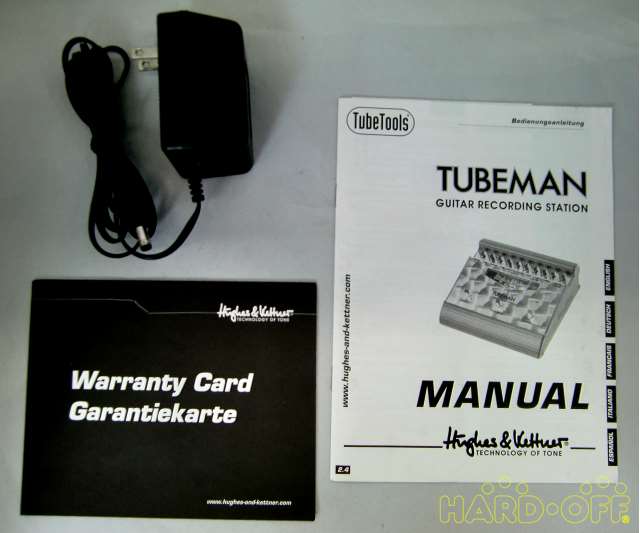 TubeTools®
Bedienungsanleitung
TUBEMAN
GUITAR RECORDING STATION
www.hughes-and-kettner.com
ENGLISH
DEUTSCH
FRANCAIS
ITALIANO
ESPAÑOL
MANUAL
Hughes & Kettner®
TECHNOLOGY OF TONE
2.4
Hughes & Kettner
TECHNOLOGY OF TONE
Warranty Card
Garantiekarte
www.hughes-and-kettner.com
HARD·OFF®